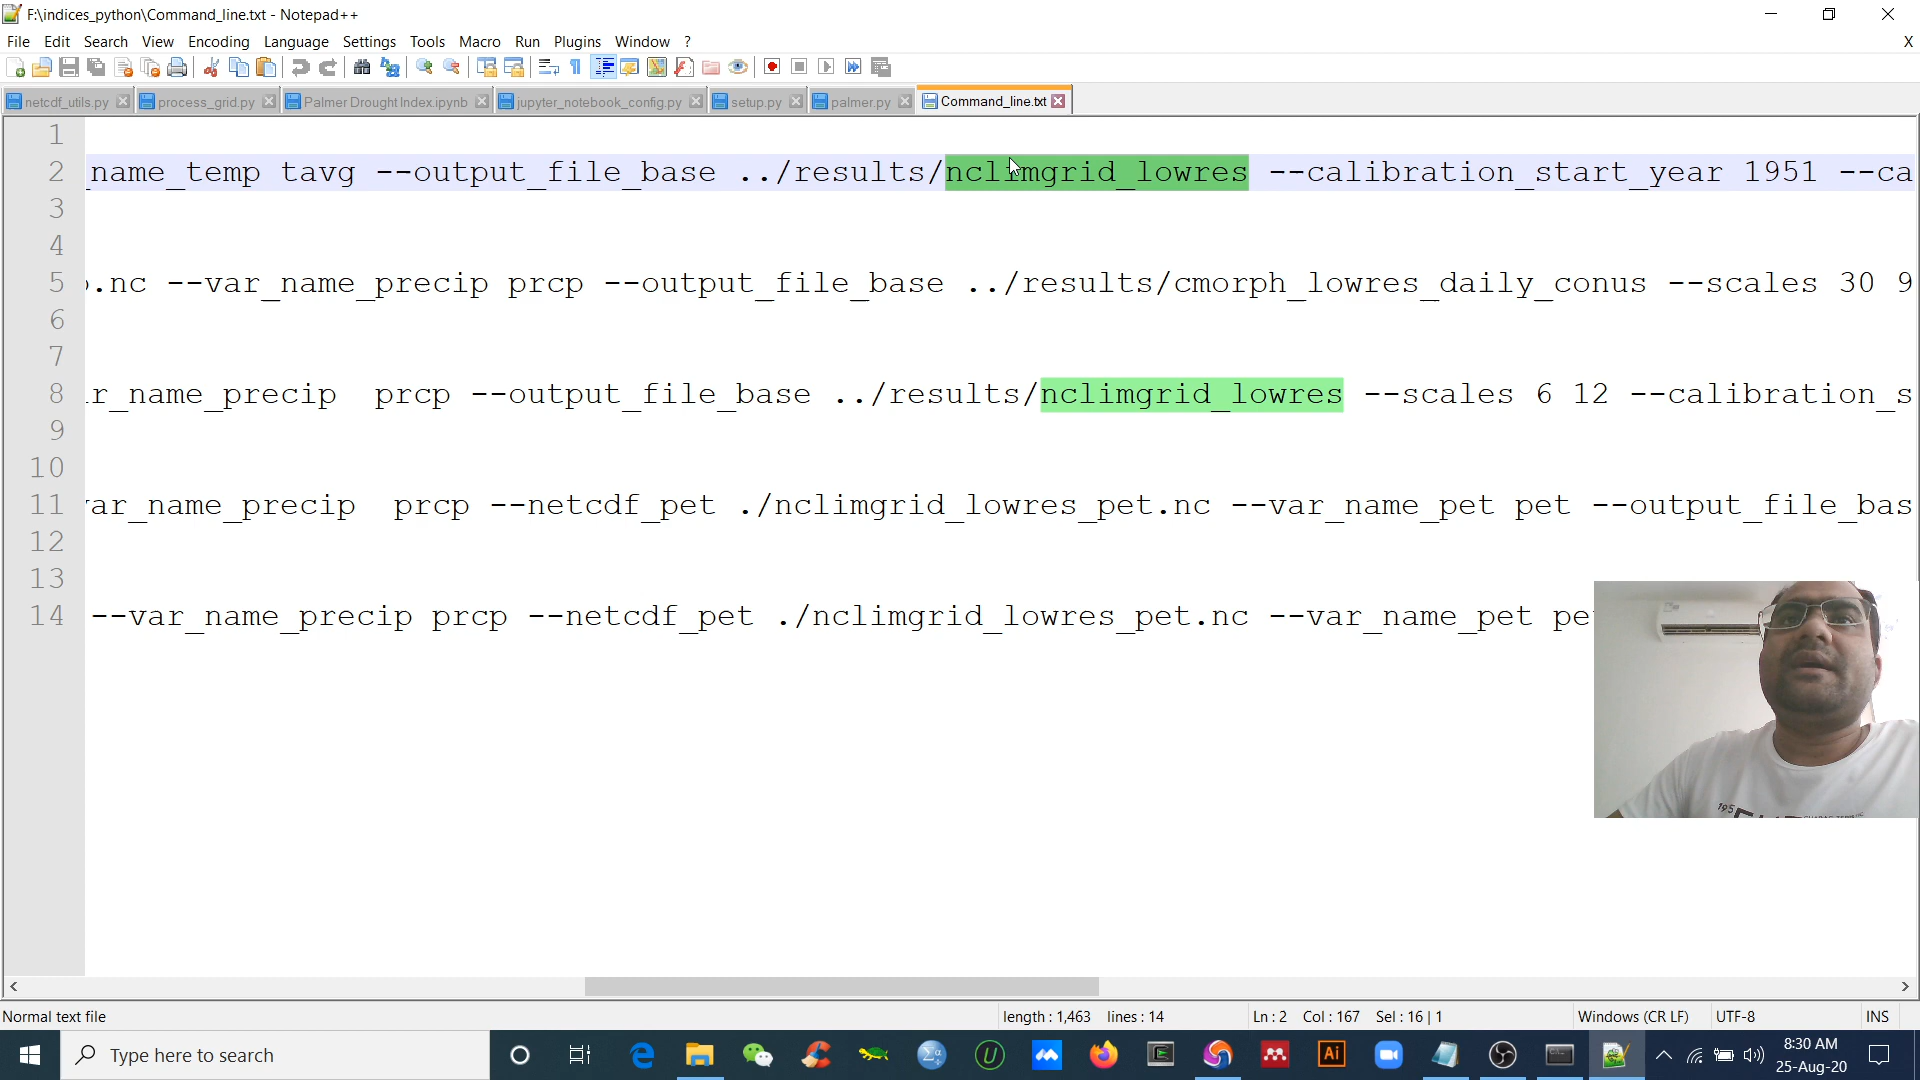 F:\indices_python\Command_line.txt - Notepad++
File Edit Search View Encoding Language Settings Tools Macro Run Plugins Window ? X
netcdf_utils.py process_grid.py Palmer Drought Index.ipynb jupyter_notebook_config.py setup.py palmer.py Command_line.txt
1
2 _name_temp tavg --output_file_base ../results/nclimgrid_lowres --calibration_start_year 1951 --ca
3
4
5 .nc --var_name_precip prcp --output_file_base ../results/cmorph_lowres_daily_conus --scales 30 9
6
7
8 r_name_precip  prcp --output_file_base ../results/nclimgrid_lowres --scales 6 12 --calibration_s
9
10
11 ar_name_precip  prcp --netcdf_pet ./nclimgrid_lowres_pet.nc --var_name_pet pet --output_file_bas
12
13
14 --var_name_precip prcp --netcdf_pet ./nclimgrid_lowres_pet.nc --var_name_pet pe
195
Normal text file length : 1,463 lines : 14 Ln : 2 Col : 167 Sel : 16 | 1 Windows (CR LF) UTF-8 INS
Type here to search Ai 8:30 AM
25-Aug-20